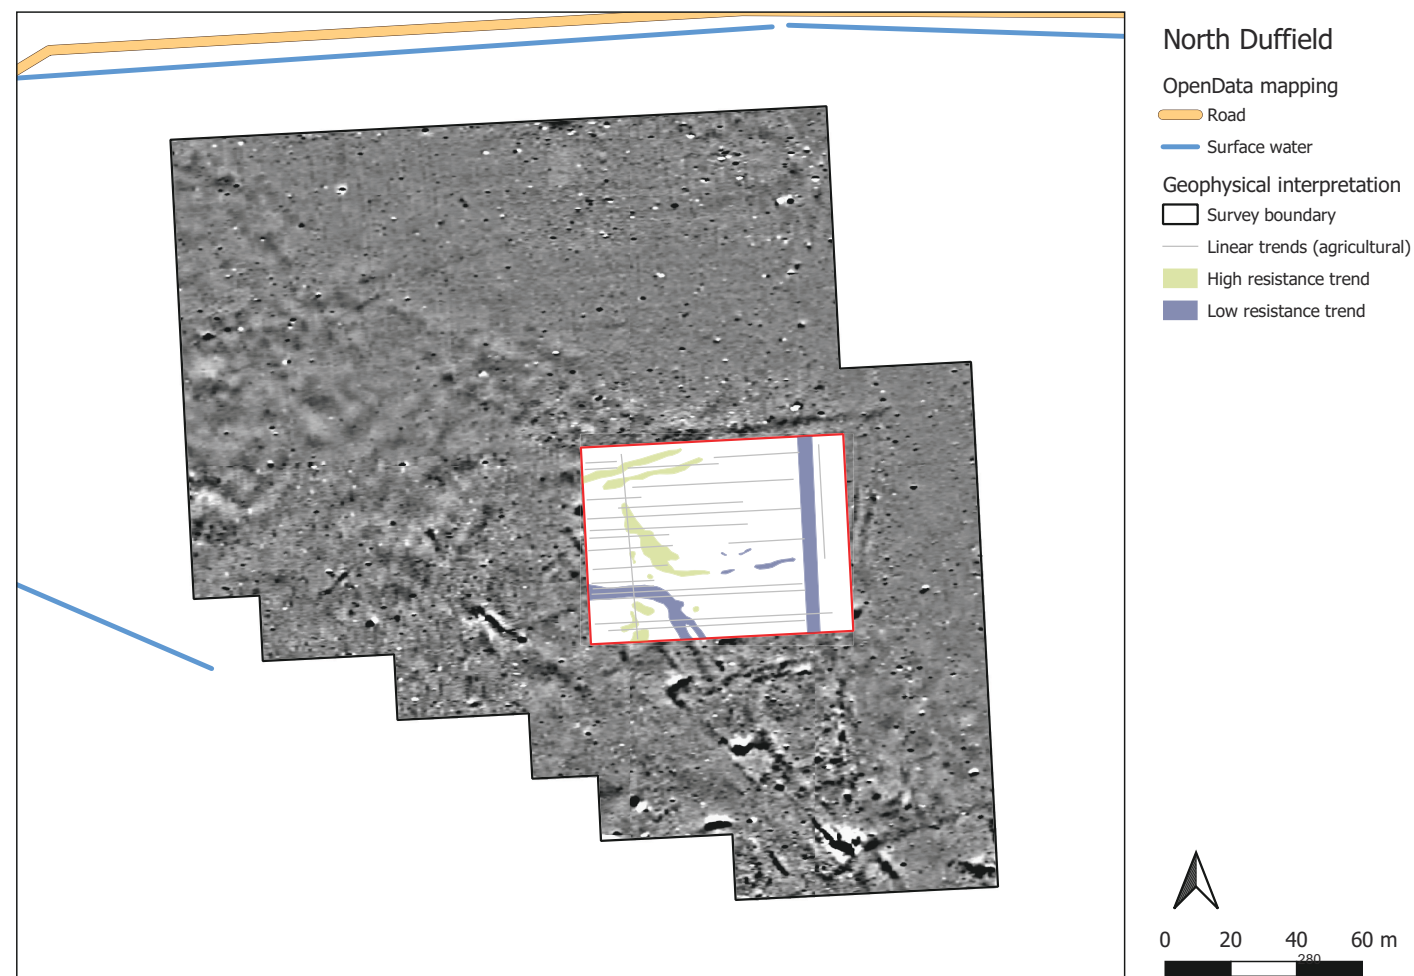 North Duffield
OpenData mapping
Road
Surface water
Geophysical interpretation
Survey boundary
Linear trends (agricultural)
High resistance trend
Low resistance trend
0 20 40 60 m
280